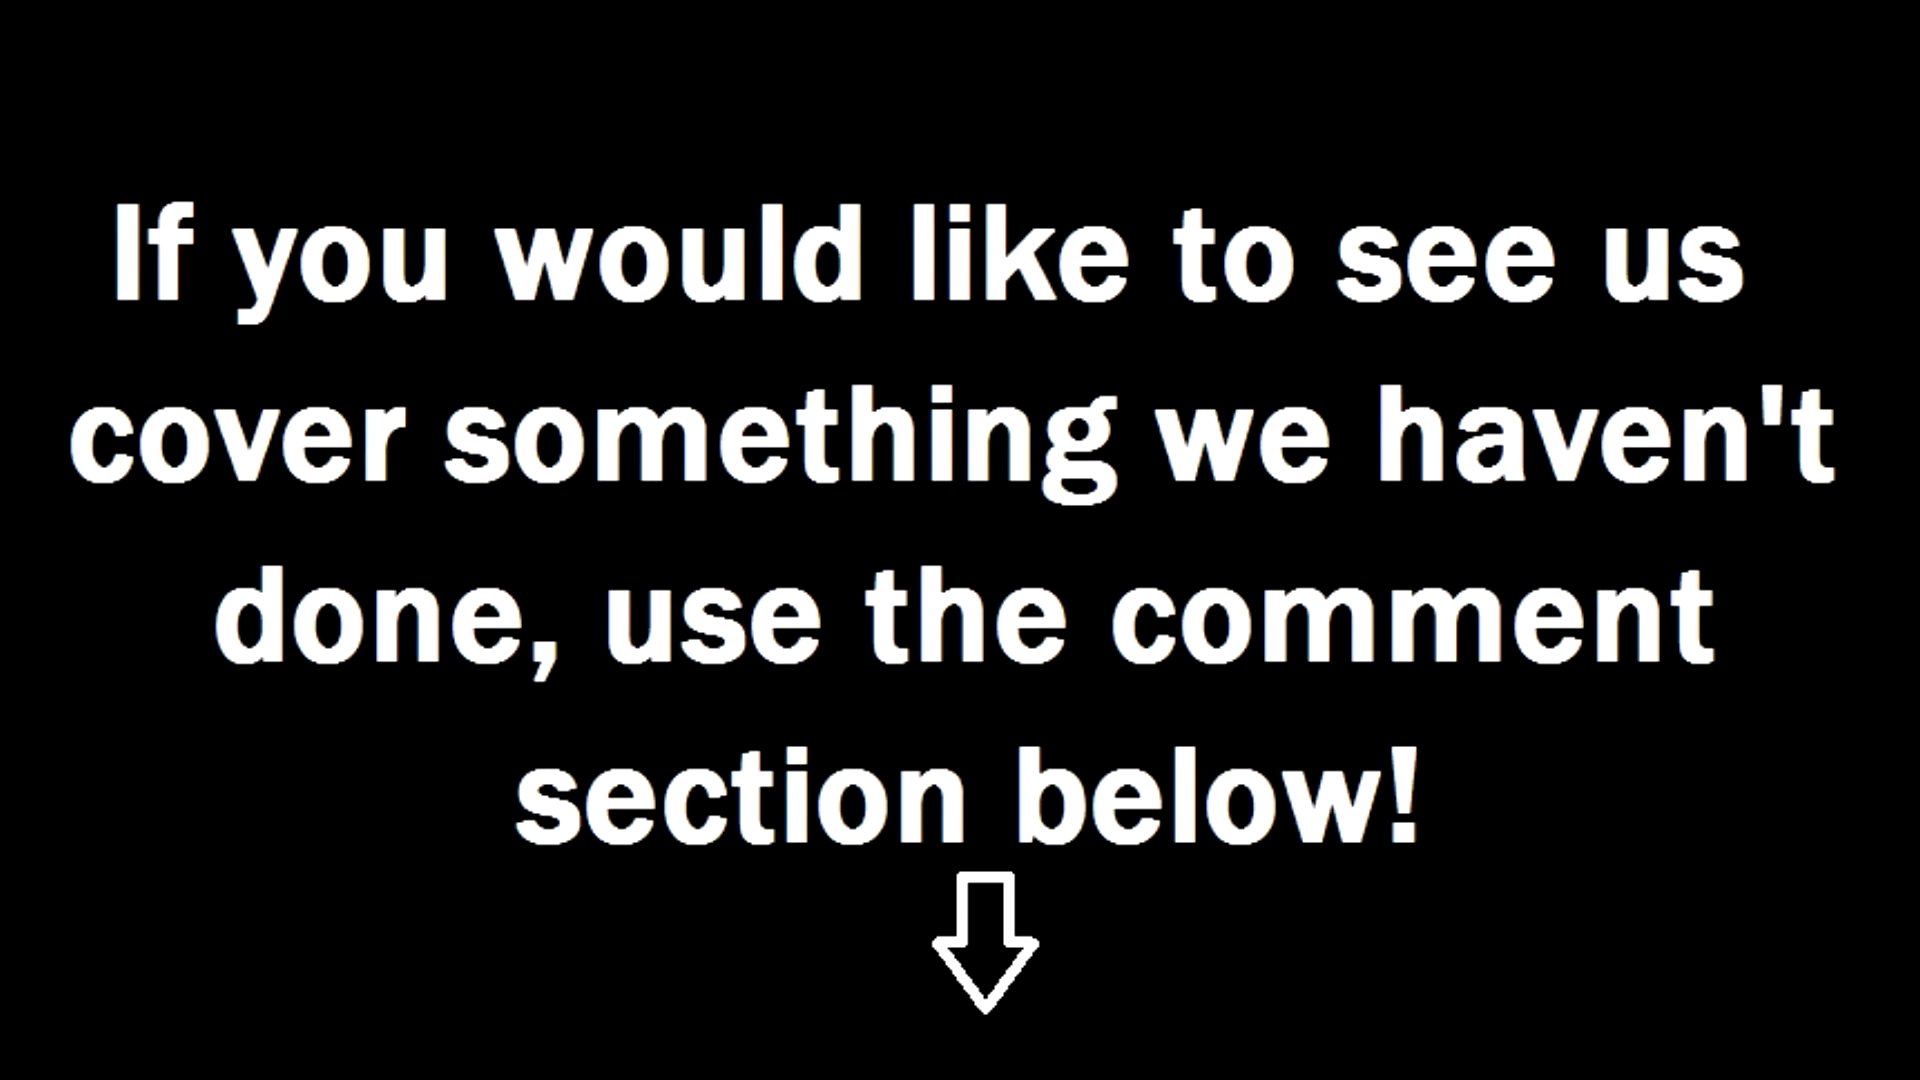 If you would like to see us
cover something we haven't
done, use the comment
section below!